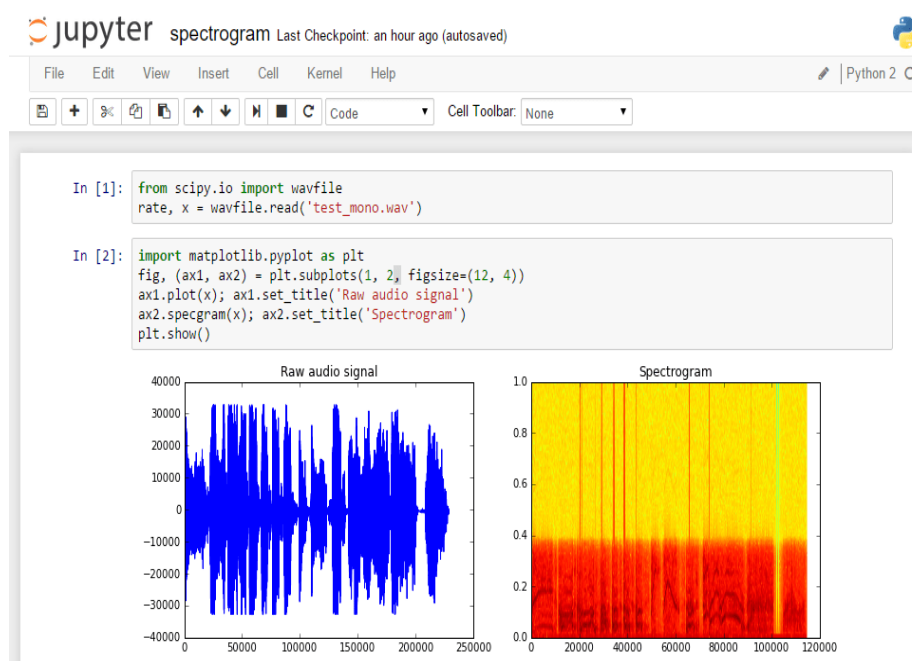 jupyter spectrogram Last Checkpoint: an hour ago (autosaved)
File Edit View Insert Cell Kernel Help Python 2
Code Cell Toolbar: None
In [1]: from scipy.io import wavfile
rate, x = wavfile.read('test_mono.wav')
In [2]: import matplotlib.pyplot as plt
fig, (ax1, ax2) = plt.subplots(1, 2, figsize=(12, 4))
ax1.plot(x); ax1.set_title('Raw audio signal')
ax2.specgram(x); ax2.set_title('Spectrogram')
plt.show()
Raw audio signal
40000
30000
20000
10000
0
−10000
−20000
−30000
−40000
0 50000 100000 150000 200000 250000
Spectrogram
1.0
0.8
0.6
0.4
0.2
0.0
0 20000 40000 60000 80000 100000 120000